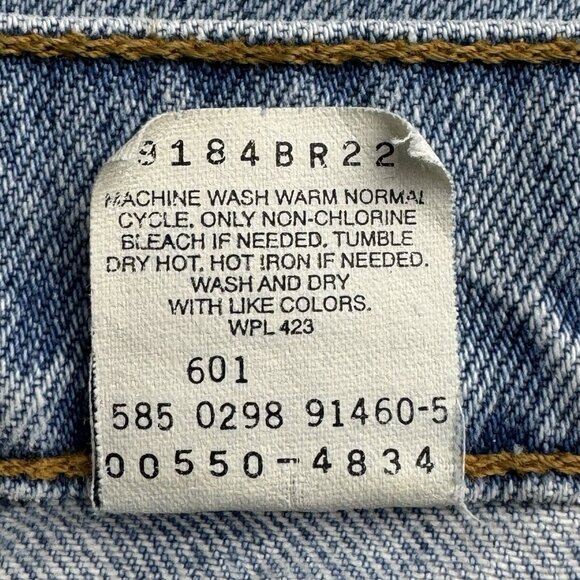 9184BR22
MACHINE WASH WARM NORMAL
CYCLE. ONLY NON-CHLORINE
BLEACH IF NEEDED. TUMBLE
DRY HOT. HOT IRON IF NEEDED.
WASH AND DRY
WITH LIKE COLORS.
WPL 423
601
585 0298 91460-5
00550-4834